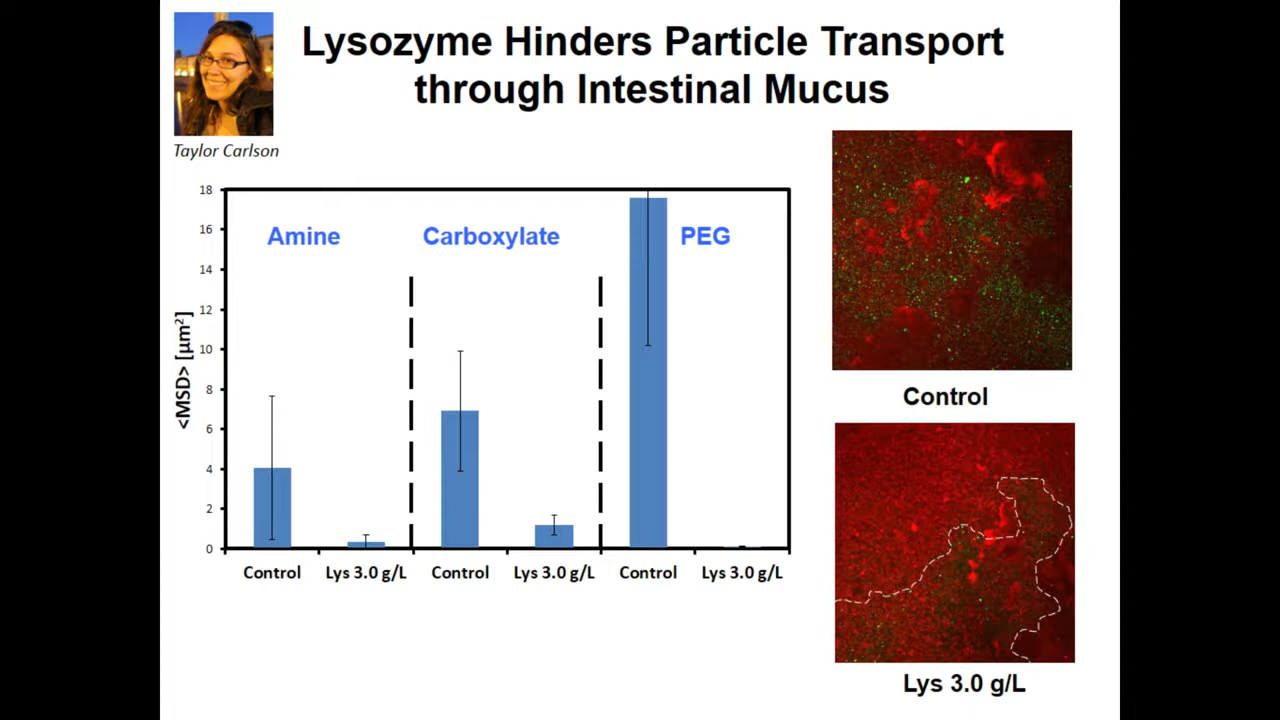 Lysozyme Hinders Particle Transport
through Intestinal Mucus
Taylor Carlson
<MSD> [µm²]
18
16
14
12
10
8
6
4
2
0
Amine
Carboxylate
PEG
Control
Lys 3.0 g/L
Control
Lys 3.0 g/L
Control
Lys 3.0 g/L
Control
Lys 3.0 g/L